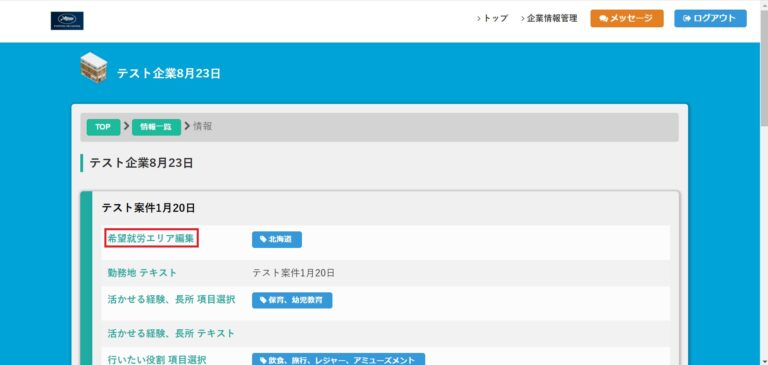 トップ
企業情報管理
メッセージ
ログアウト
テスト企業8月23日
TOP
情報一覧
情報
テスト企業8月23日
テスト案件1月20日
希望就労エリア編集
北海道
勤務地 テキスト
テスト案件1月20日
活かせる経験、長所 項目選択
保育、幼児教育
活かせる経験、長所 テキスト
行いたい役割 項目選択
飲食、旅行、レジャー、アミューズメント